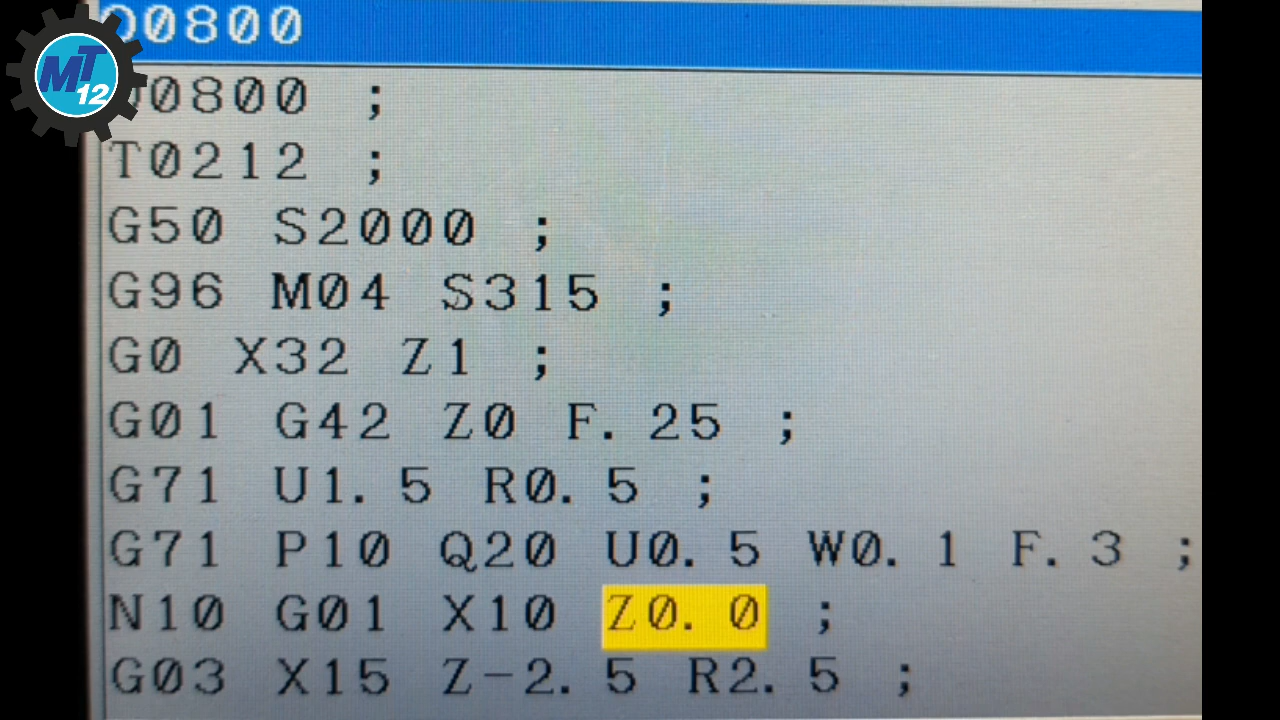 O0800
MT
12
O0800 ;
T0212 ;
G50 S2000 ;
G96 M04 S315 ;
G0 X32 Z1 ;
G01 G42 Z0 F.25 ;
G71 U1.5 R0.5 ;
G71 P10 Q20 U0.5 W0.1 F.3 ;
N10 G01 X10 Z0.0 ;
G03 X15 Z-2.5 R2.5 ;